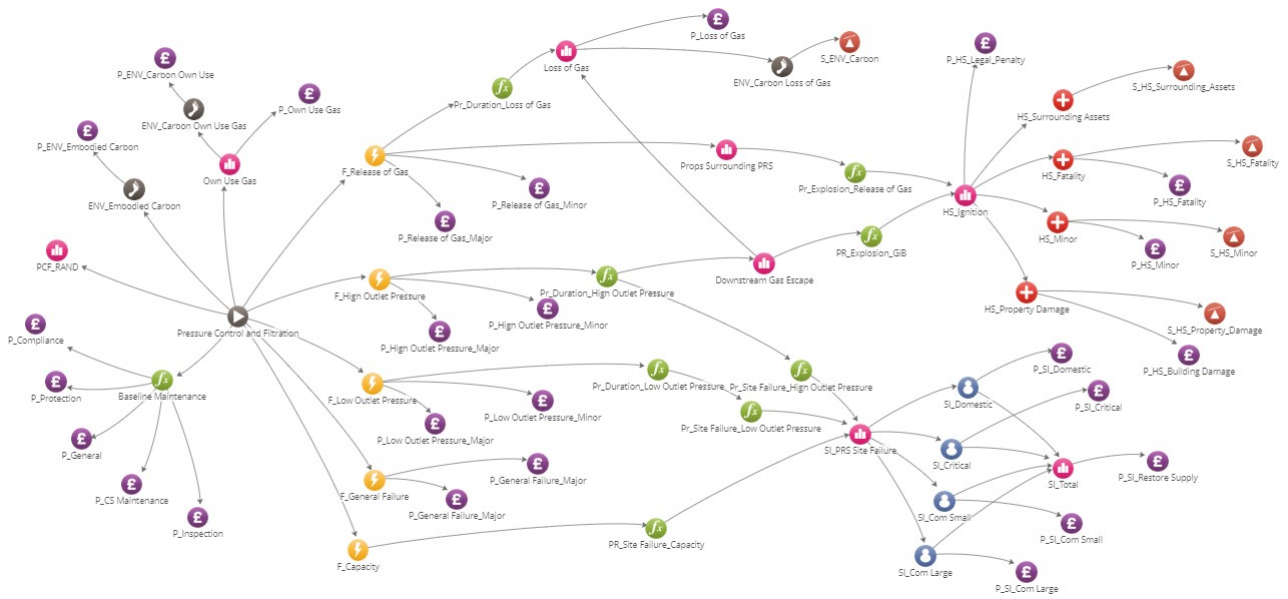 P_Loss of Gas
Loss of Gas
S_ENV_Carbon
ENV_Carbon Loss of Gas
P_HS_Legal_Penalty
P_ENV_Carbon Own Use
P_Own Use Gas
ENV_Carbon Own Use Gas
Pr_Duration_Loss of Gas
S_HS_Surrounding_Assets
HS_Surrounding Assets
P_ENV_Embodied Carbon
Own Use Gas
ENV_Embodied Carbon
F_Release of Gas
Props Surrounding PRS
S_HS_Fatality
HS_Fatality
P_HS_Fatality
Pr_Explosion_Release of Gas
P_Release of Gas_Minor
HS_Ignition
P_Release of Gas_Major
HS_Minor
S_HS_Minor
PR_Explosion_GIB
P_HS_Minor
PCF_RAND
Downstream Gas Escape
F_High Outlet Pressure
Pr_Duration_High Outlet Pressure
HS_Property Damage
Pressure Control and Filtration
P_High Outlet Pressure_Minor
S_HS_Property_Damage
P_High Outlet Pressure_Major
P_Compliance
P_HS_Building Damage
P_SI_Domestic
Pr_Duration_Low Outlet Pressure
Pr_Site Failure_High Outlet Pressure
P_Protection
Baseline Maintenance
F_Low Outlet Pressure
P_Low Outlet Pressure_Minor
SI_Domestic
P_SI_Critical
Pr_Site Failure_Low Outlet Pressure
P_Low Outlet Pressure_Major
SI_PRS Site Failure
P_General
SI_Critical
SI_Total
P_SI_Restore Supply
P_General Failure_Major
F_General Failure
P_CS Maintenance
P_General Failure_Major
SI_Com Small
P_Inspection
P_SI_Com Small
PR_Site Failure_Capacity
F_Capacity
SI_Com Large
P_SI_Com Large